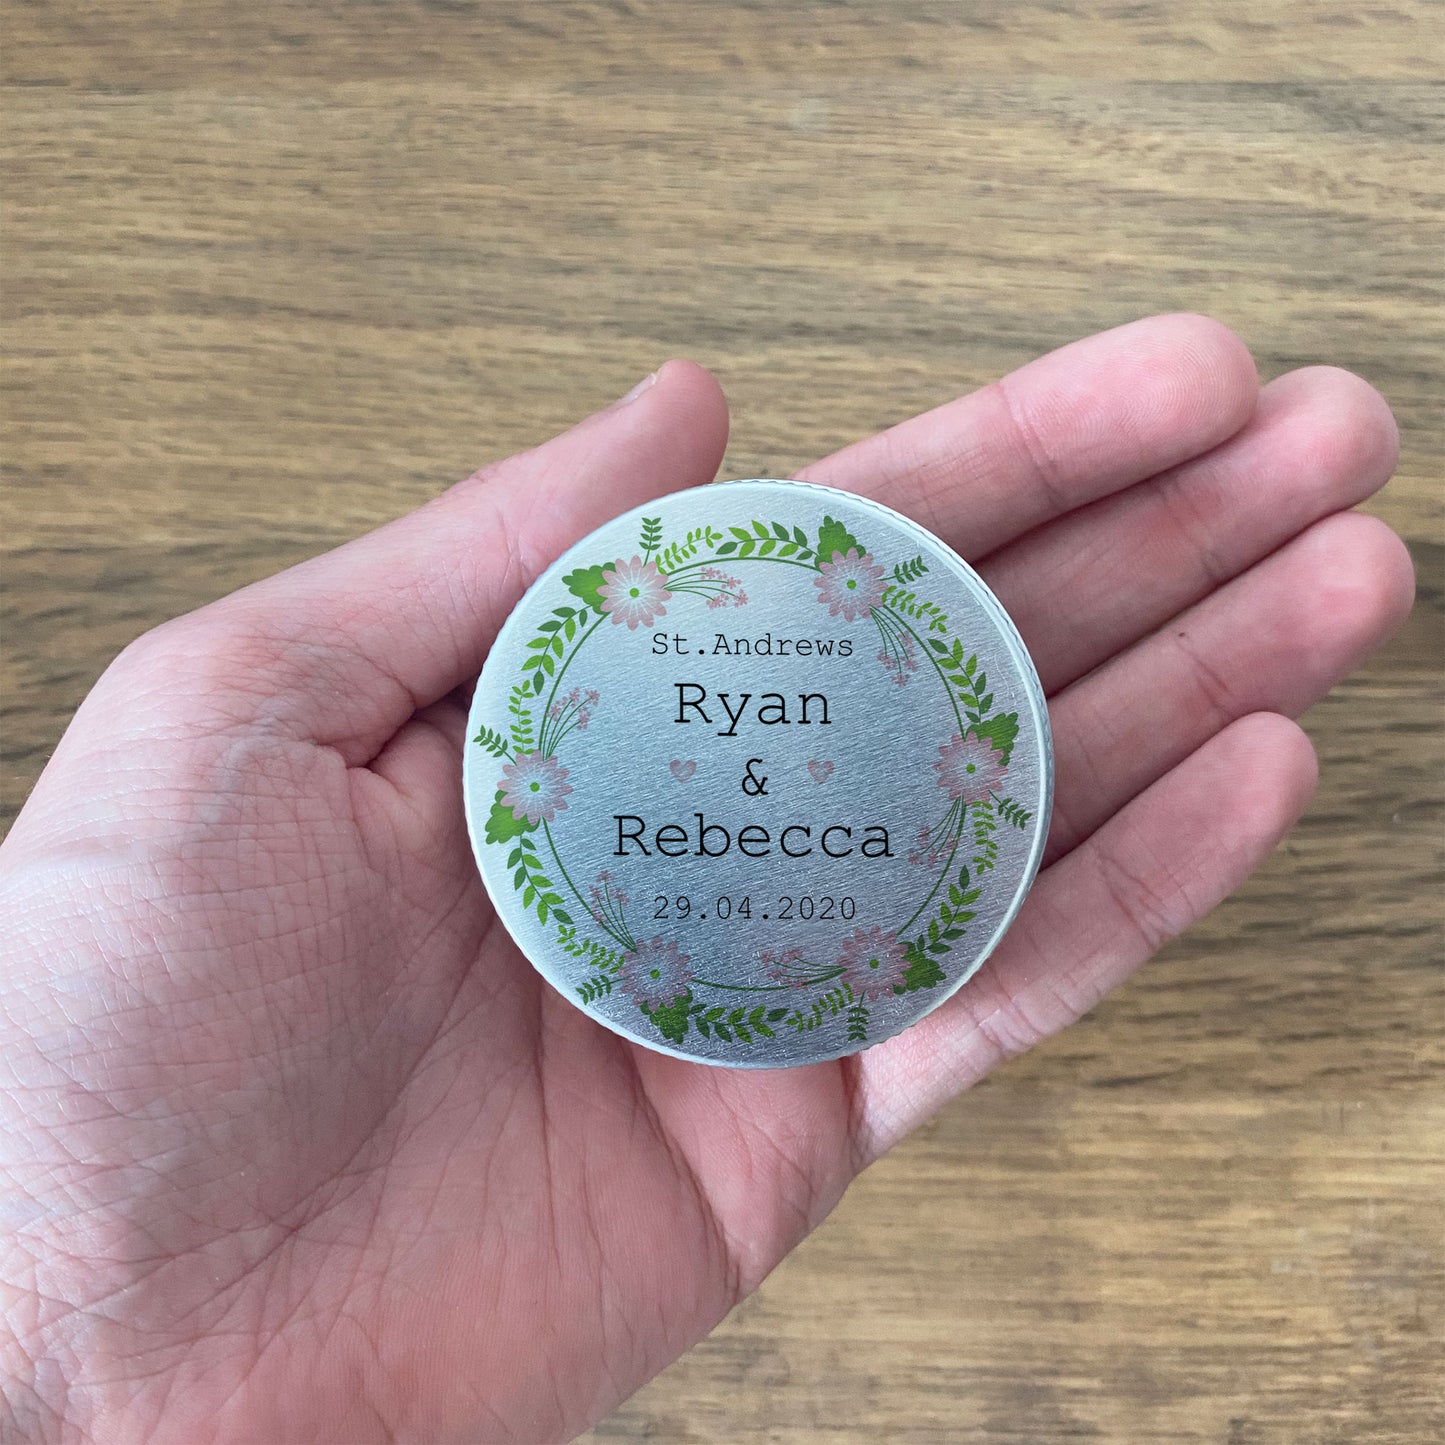 St.Andrews
Ryan
&
Rebecca
29.04.2020